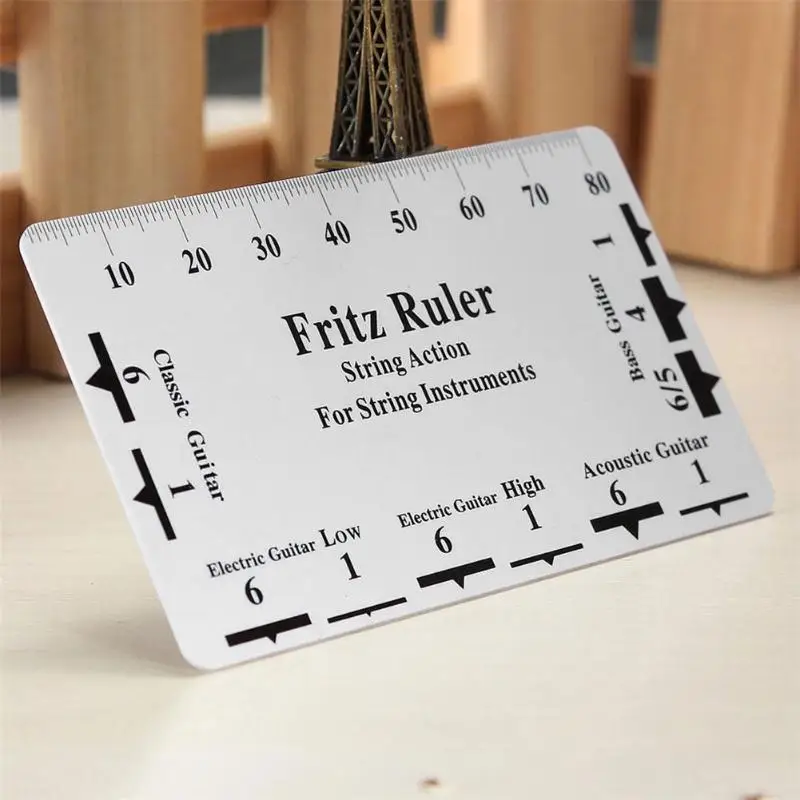 10 20 30 40 50 60 70 80
Fritz Ruler
String Action
For String Instruments
Classic Guitar
6
1
Bass Guitar
1
4
6/5
Electric Guitar Low
6 1
Electric Guitar High
6 1
Acoustic Guitar
6 1